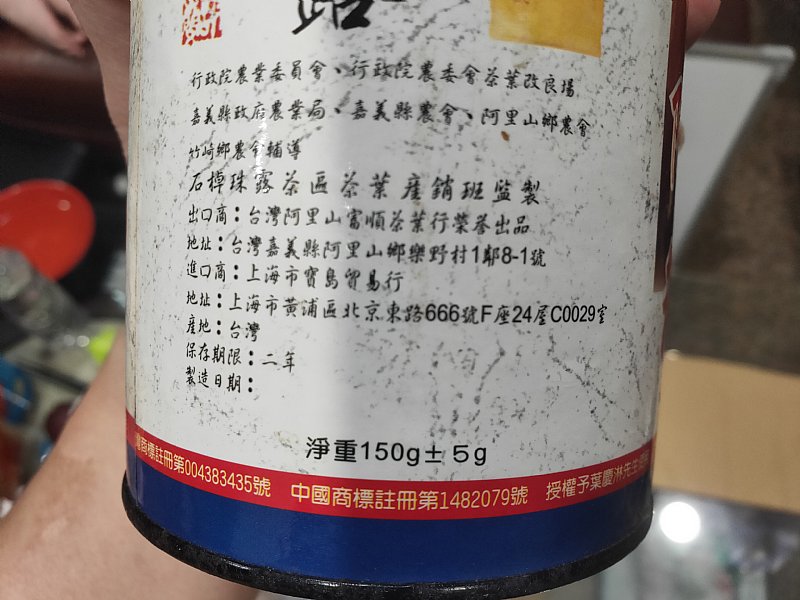 行政院農業委員會、行政院農委會茶業改良場
嘉義縣政府農業局、嘉義縣農會、阿里山鄉農會
竹崎鄉農會輔導
石棹珠露茶區茶葉產銷班監製
出口商：台灣阿里山富順茶葉行榮譽出品
地址：台灣嘉義縣阿里山鄉樂野村1鄰8-1號
進口商：上海市寶島貿易行
地址：上海市黃浦區北京東路666號F座24屋C0029室
產地：台灣
保存期限：二年
製造日期：
淨重150g±5g
灣商標註冊第004383435號 中國商標註冊第1482079號 授權予葉慶淋先生使用